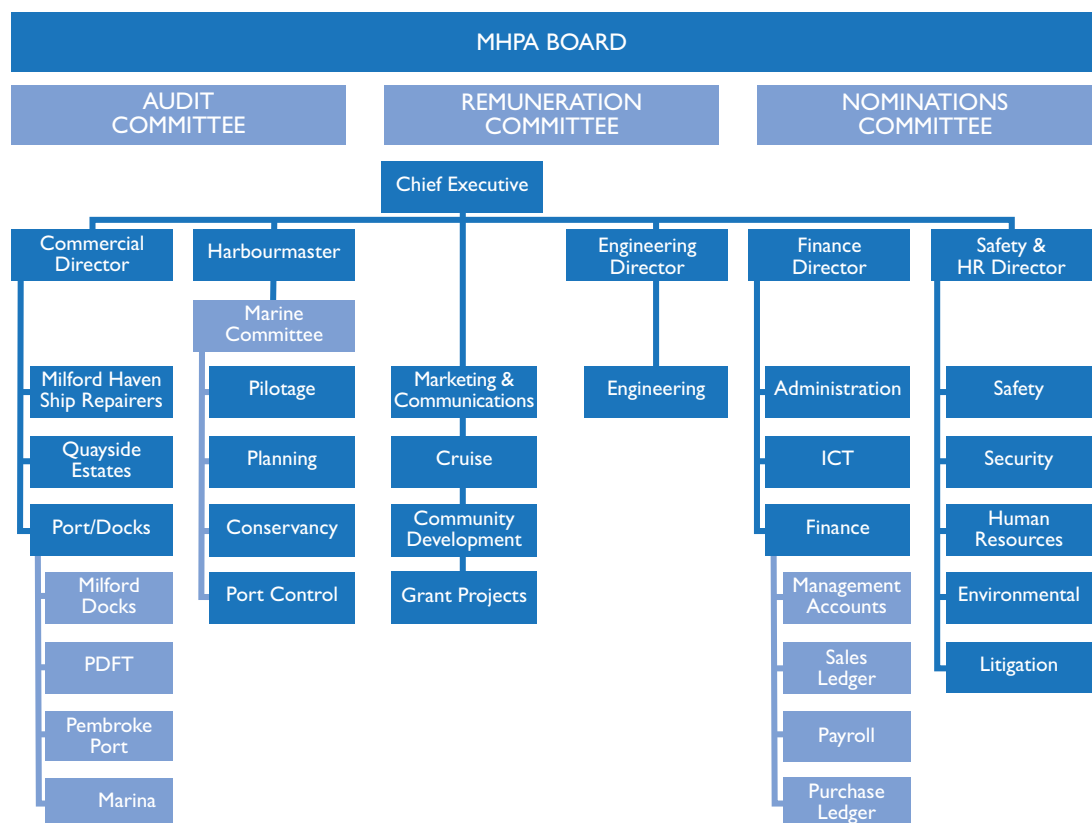 MHPA BOARD
AUDIT
COMMITTEE
REMUNERATION
COMMITTEE
NOMINATIONS
COMMITTEE
Chief Executive
Commercial
Director
Harbourmaster
Engineering
Director
Finance
Director
Safety &
HR Director
Marine
Committee
Milford Haven
Ship Repairers
Pilotage
Marketing &
Communications
Engineering
Administration
Safety
Quayside
Estates
Planning
Cruise
ICT
Security
Port/Docks
Conservancy
Community
Development
Finance
Human
Resources
Milford
Docks
Port Control
Grant Projects
Management
Accounts
Environmental
PDFT
Sales
Ledger
Litigation
Pembroke
Port
Payroll
Marina
Purchase
Ledger